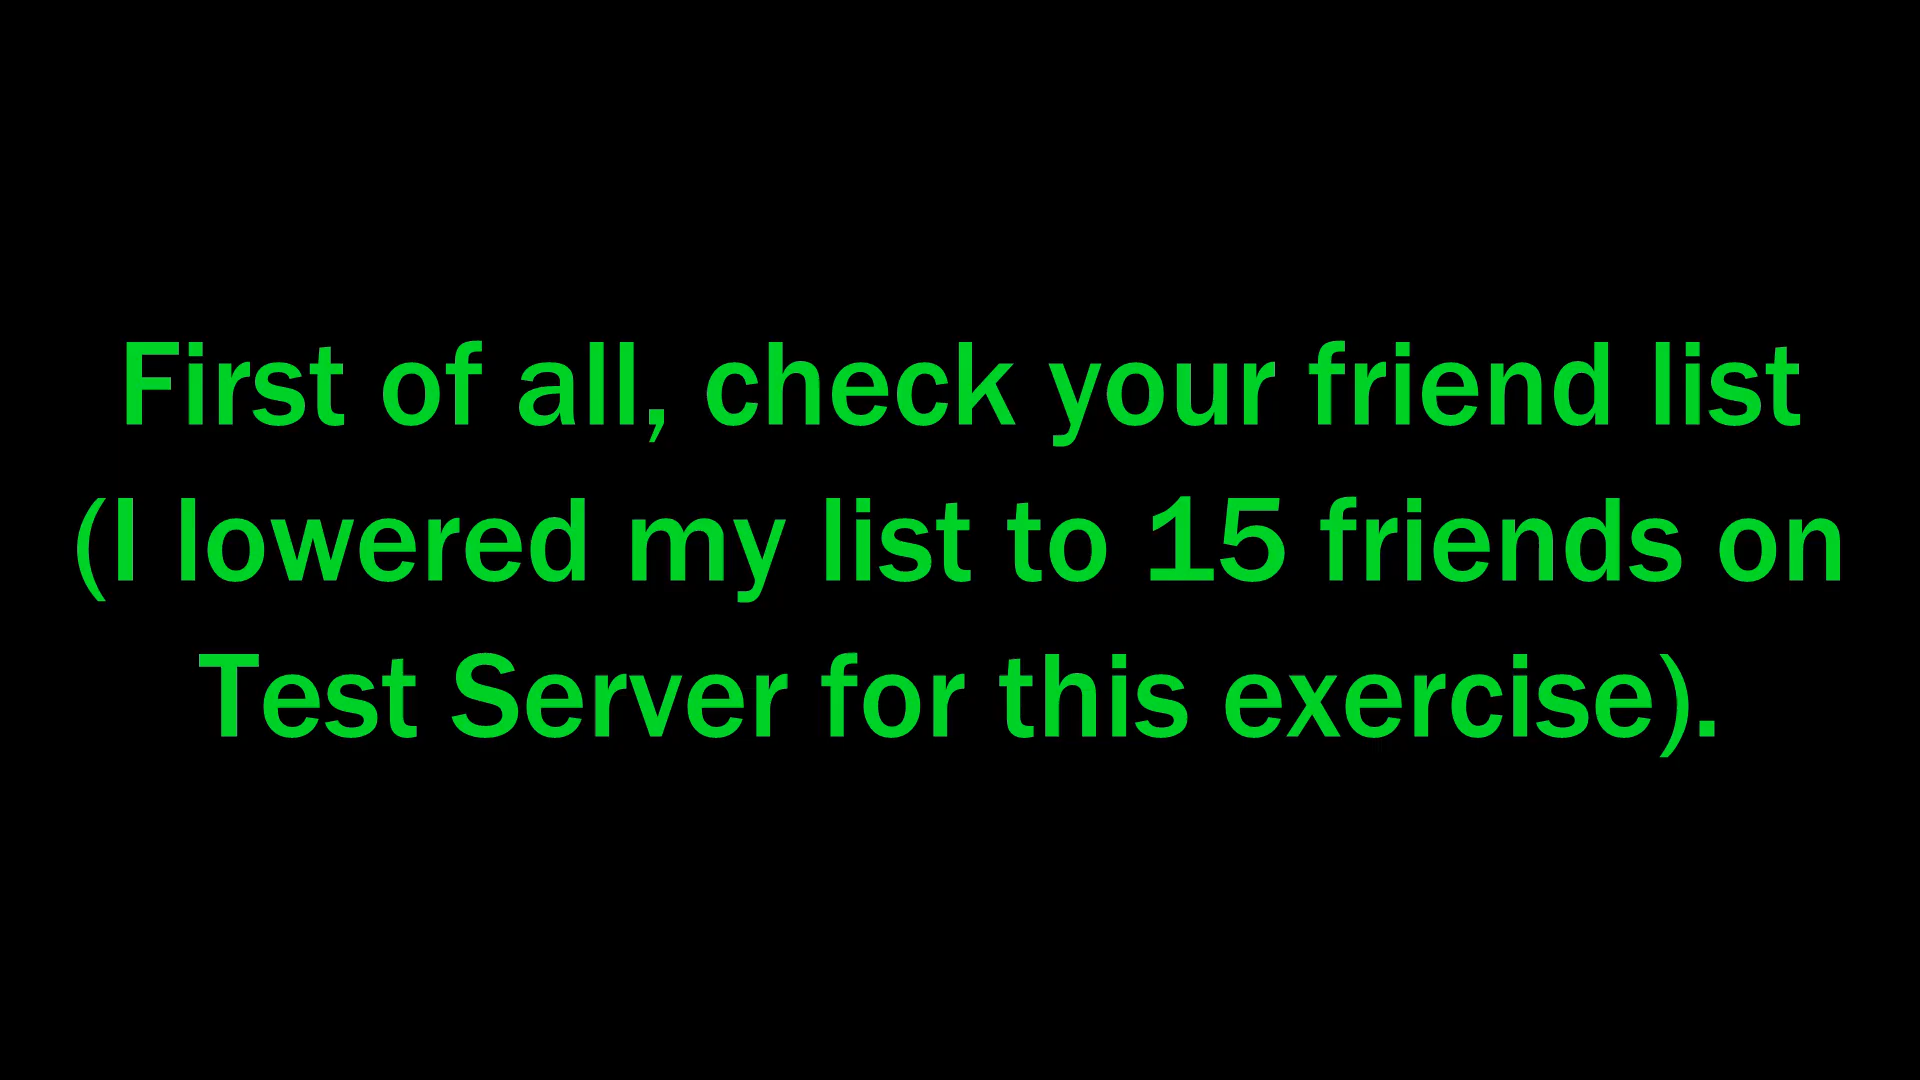 First of all, check your friend list
(I lowered my list to 15 friends on
Test Server for this exercise).